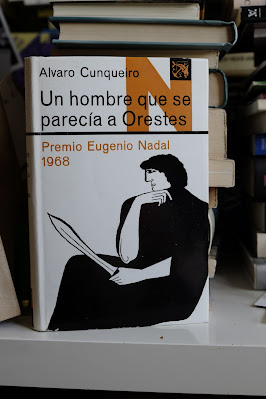 Alvaro Cunqueiro
N
Un hombre que se
parecía a Orestes
Premio Eugenio Nadal
1968